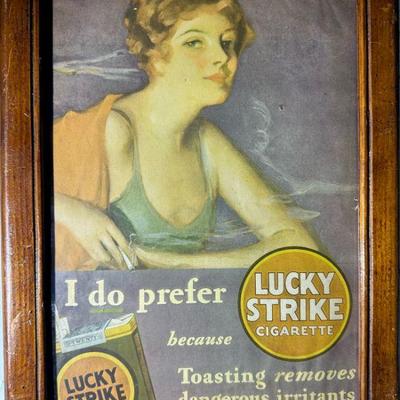 I do prefer
LUCKY
STRIKE
CIGARETTE
because
Toasting removes
dangerous irritants
LUCKY
STRIKE